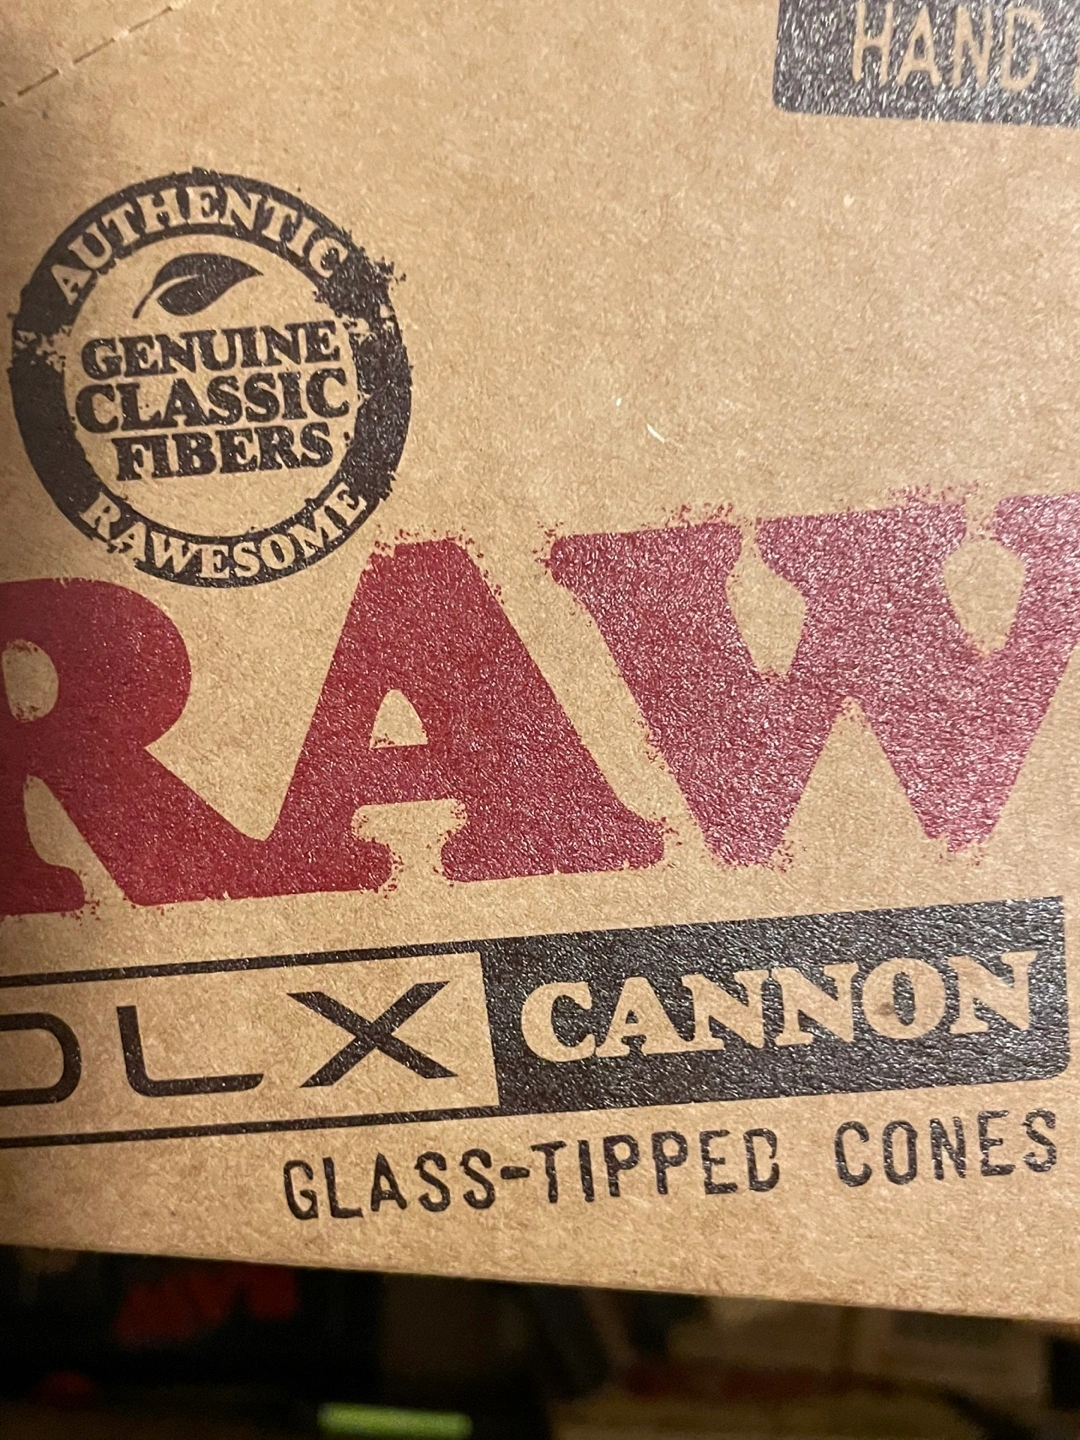 HAND
AUTHENTIC
GENUINE
CLASSIC
FIBERS
RAWESOME
RAW
DLX CANNON
GLASS-TIPPED CONES